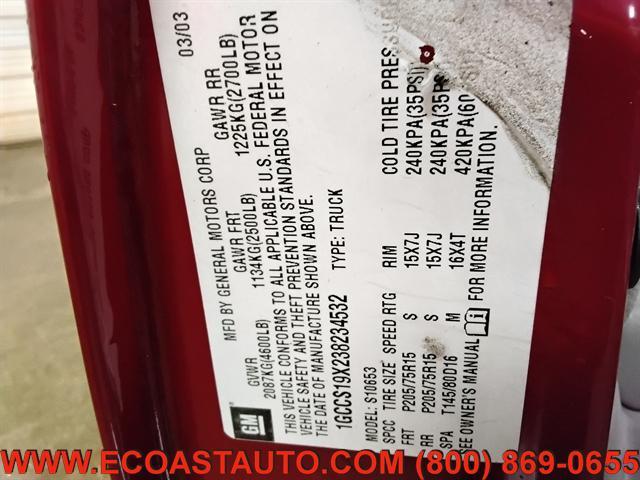 GM
MFD BY GENERAL MOTORS CORP 03/03
GVWR GAWR FRT GAWR RR
2087KG(4600LB) 1134KG(2500LB) 1225KG(2700LB)
THIS VEHICLE CONFORMS TO ALL APPLICABLE U.S. FEDERAL MOTOR
VEHICLE SAFETY AND THEFT PREVENTION STANDARDS IN EFFECT ON
THE DATE OF MANUFACTURE SHOWN ABOVE.
1GCCS19X238234532 TYPE: TRUCK
MODEL: S10653
SPCC TIRE SIZE SPEED RTG RIM COLD TIRE PRES
FRT P205/75R15 S 15X7J 240KPA(35PSI)
RR P205/75R15 S 15X7J 240KPA(35PS
SPA T145/80D16 M 16X4T 420KPA(60
SEE OWNER'S MANUAL i FOR MORE INFORMATION.
WWW.ECOASTAUTO.COM (800) 869-0655